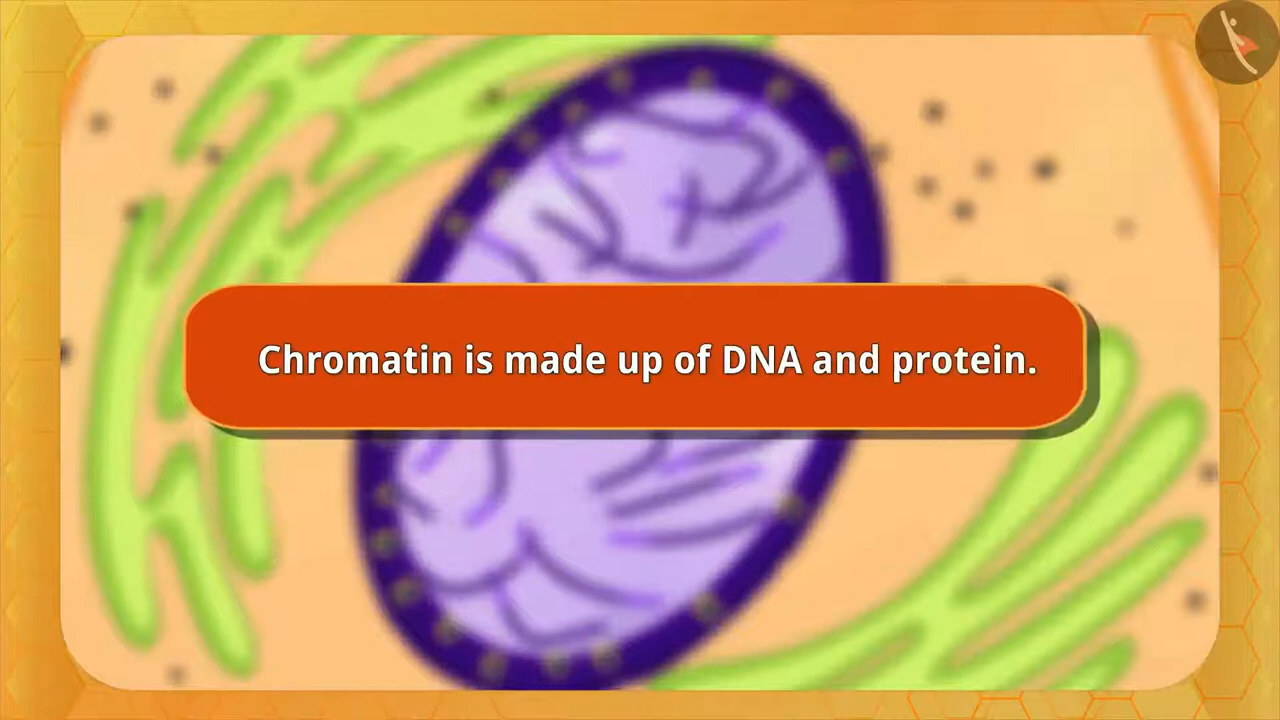 Chromatin is made up of DNA and protein.